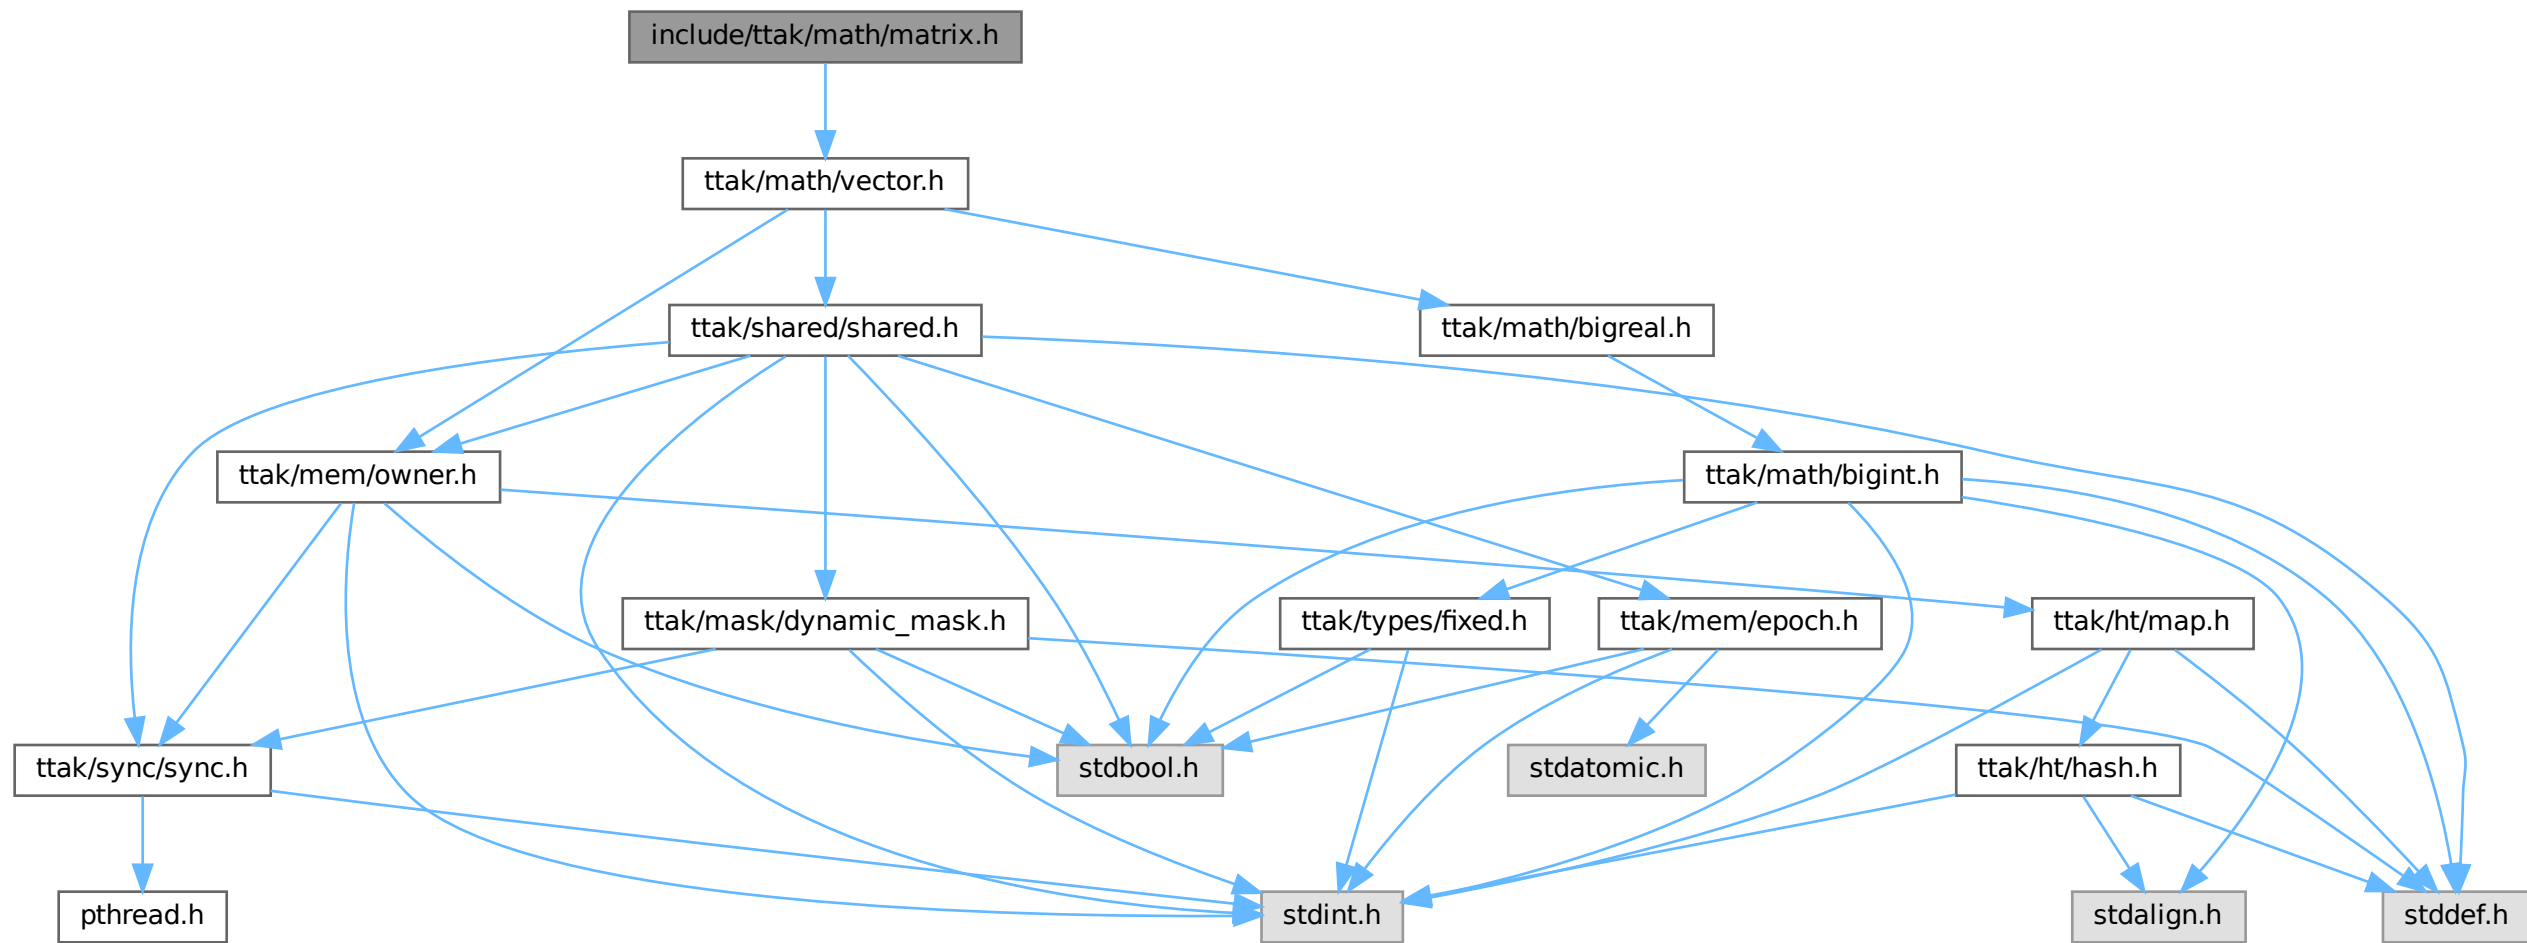 include/ttak/math/matrix.h
ttak/math/vector.h
ttak/shared/shared.h
ttak/math/bigreal.h
ttak/mem/owner.h
ttak/math/bigint.h
ttak/mask/dynamic_mask.h
ttak/types/fixed.h
ttak/mem/epoch.h
ttak/ht/map.h
ttak/sync/sync.h
stdbool.h
stdatomic.h
ttak/ht/hash.h
pthread.h
stdint.h
stdalign.h
stddef.h